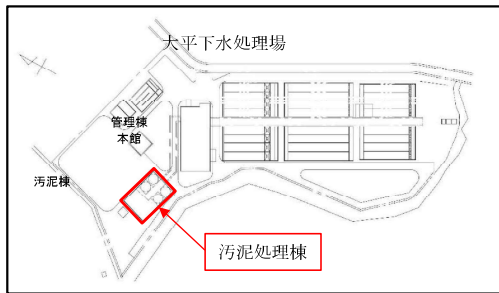 大平下水処理場
管理棟
本館
汚泥棟
汚泥処理棟